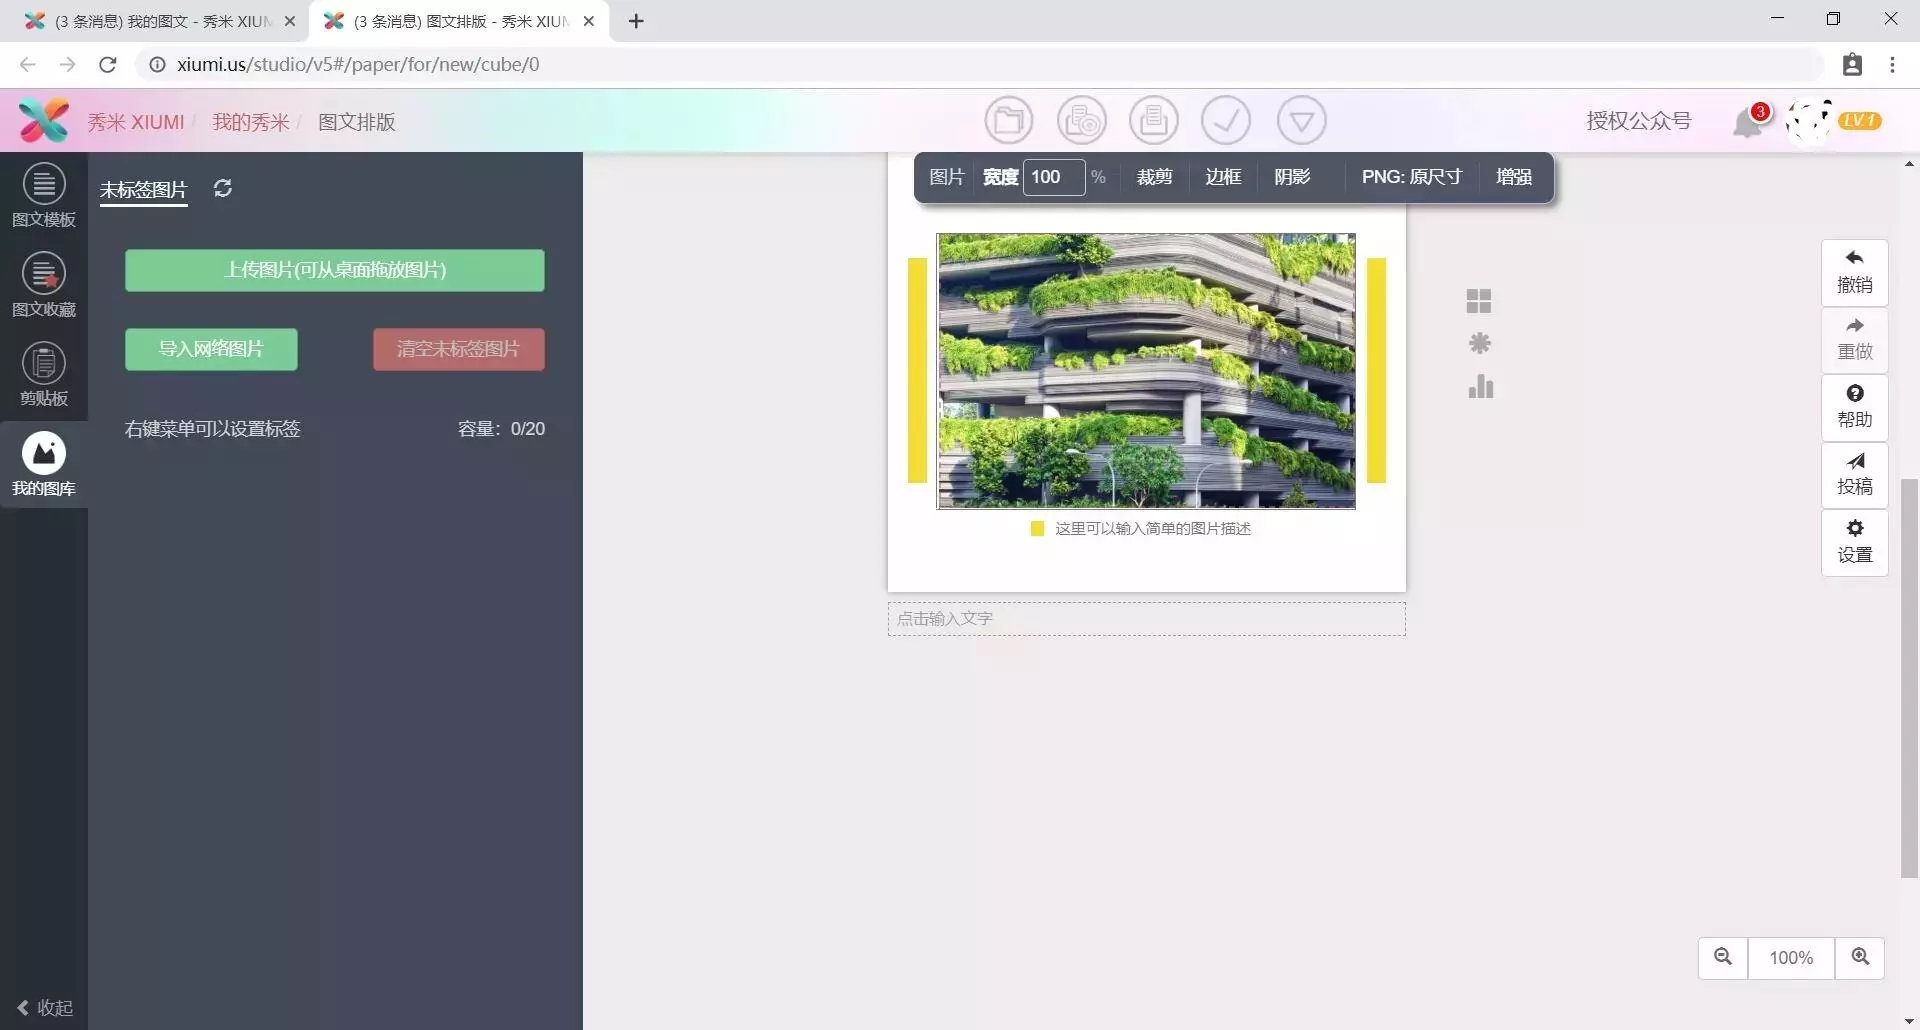 (3 条消息) 我的图文 - 秀米 XIUM
(3 条消息) 图文排版 - 秀米 XIUM
xiumi.us/studio/v5#/paper/for/new/cube/0
秀米 XIUMI / 我的秀米 / 图文排版
授权公众号
3
LV.1
图文模板
图文收藏
剪贴板
我的图库
收起
未标签图片
上传图片(可从桌面拖放图片)
导入网络图片
清空未标签图片
右键菜单可以设置标签
容量：0/20
图片 宽度 100 % 裁剪 边框 阴影 PNG: 原尺寸 增强
这里可以输入简单的图片描述
点击输入文字
撤销
重做
帮助
投稿
设置
100%